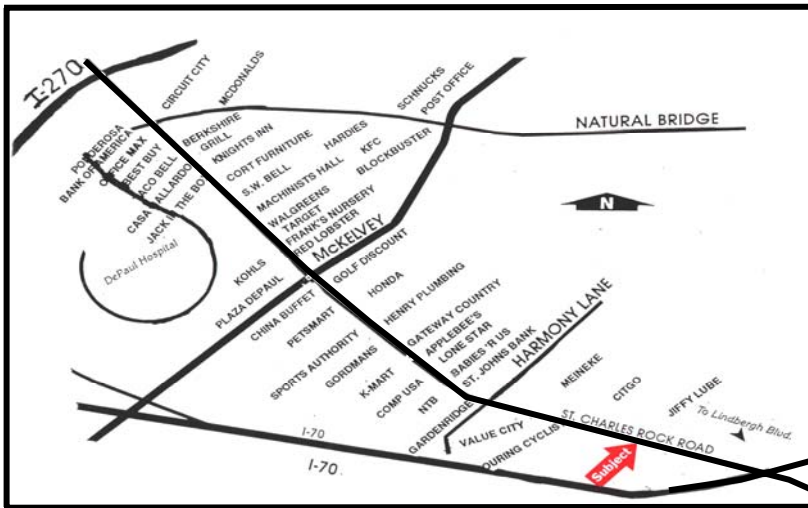 I-270
CIRCUIT CITY
MCDONALDS
SCHNUCKS
POST OFFICE
NATURAL BRIDGE
PONDEROSA
BANK OF AMERICA
OFFICE MAX
BEST BUY
TACO BELL
CASA GALLARDO
JACK IN THE BOX
BERKSHIRE
GRILL
KNIGHTS INN
CORT FURNITURE
S.W. BELL
HARDIES
MACHINISTS HALL
KFC
BLOCKBUSTER
WALGREENS
TARGET
FRANK'S NURSERY
RED LOBSTER
McKELVEY
N
DePaul Hospital
KOHLS
PLAZA DEPAUL
CHINA BUFFET
GOLF DISCOUNT
PETSMART
HONDA
SPORTS AUTHORITY
HENRY PLUMBING
GORDMANS
GATEWAY COUNTRY
K-MART
APPLEBEE'S
LONE STAR
COMP USA
BABIES 'R US
NTB
ST. JOHNS BANK
HARMONY LANE
GARDENRIDGE
MEINEKE
CITGO
JIFFY LUBE
VALUE CITY
OURING CYCLIS
ST. CHARLES ROCK ROAD
To Lindbergh Blvd.
I-70
I-70
Subject